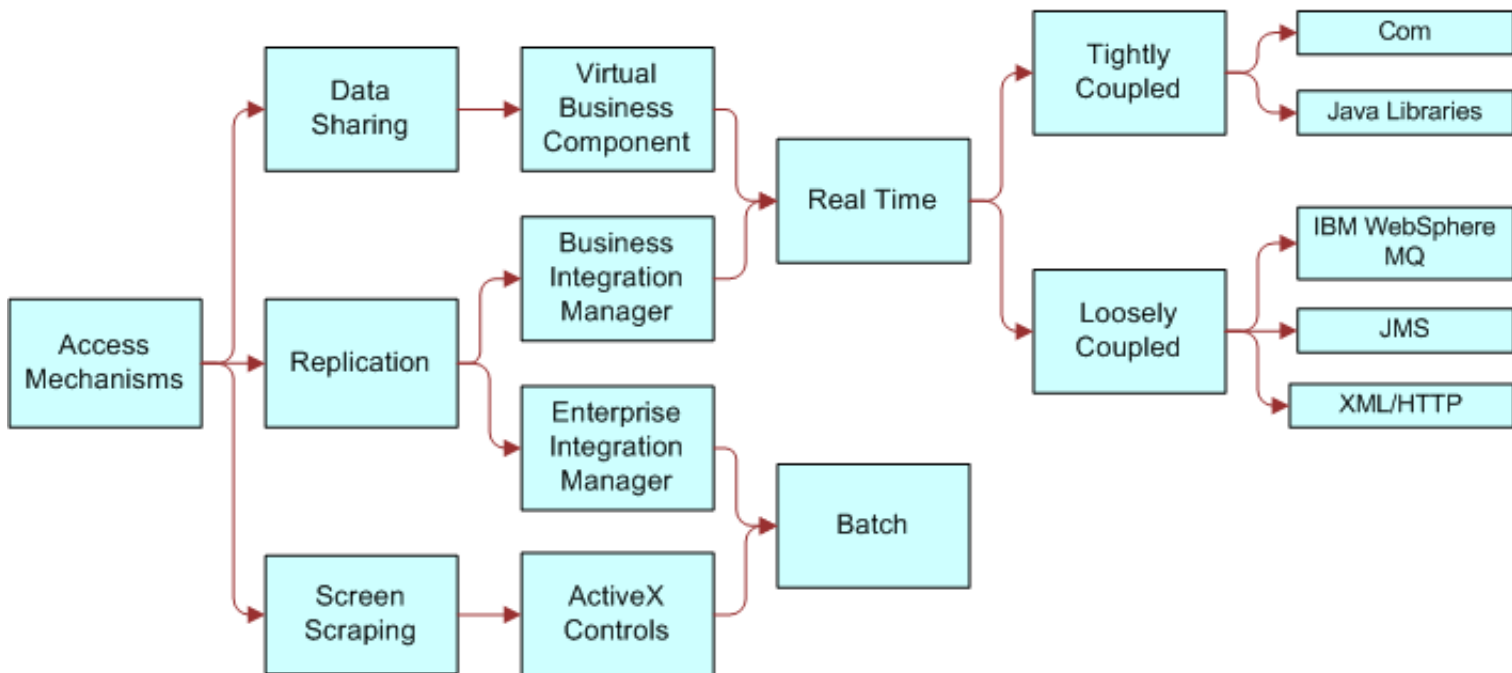 Access
Mechanisms
Data
Sharing
Replication
Screen
Scraping
Virtual
Business
Component
Business
Integration
Manager
Enterprise
Integration
Manager
ActiveX
Controls
Real Time
Batch
Tightly
Coupled
Loosely
Coupled
Com
Java Libraries
IBM WebSphere
MQ
JMS
XML/HTTP